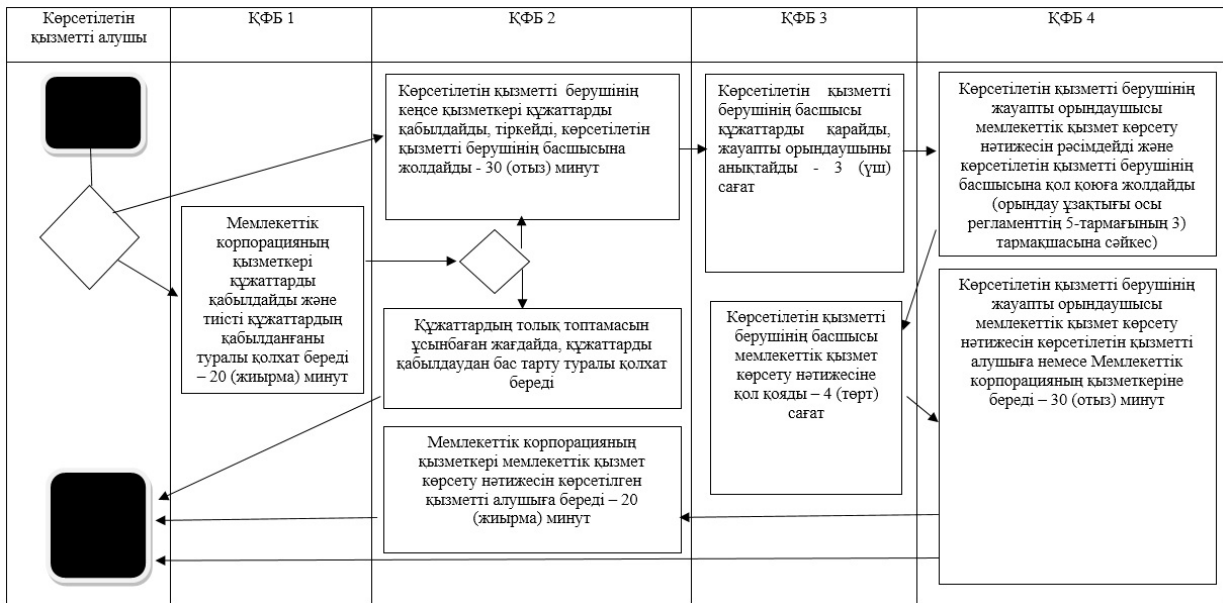 Көрсетілетін
қызметті алушы
ҚФБ 1
ҚФБ 2
ҚФБ 3
ҚФБ 4
Мемлекеттік
корпорацияның
қызметкері
құжаттарды
қабылдайды және
тиісті құжаттардың
қабылданғаны
туралы қолхат береді
– 20 (жиырма) минут
Көрсетілетін қызметті берушінің
кеңсе қызметкері құжаттарды
қабылдайды, тіркейді, көрсетілетін
қызметті берушінің басшысына
жолдайды - 30 (отыз) минут
Құжаттардың толық топтамасын
ұсынбаған жағдайда, құжаттарды
қабылдаудан бас тарту туралы қолхат
береді
Мемлекеттік корпорацияның
қызметкері мемлекеттік қызмет
көрсету нәтижесін көрсетілген
қызметті алушыға береді – 20
(жиырма) минут
Көрсетілетін қызметті
берушінің басшысы
құжаттарды қарайды,
жауапты орындаушыны
анықтайды - 3 (үш)
сағат
Көрсетілетін қызметті
берушінің басшысы
мемлекеттік қызмет
көрсету нәтижесіне
қол қояды – 4 (төрт)
сағат
Көрсетілетін қызметті берушінің
жауапты орындаушысы
мемлекеттік қызмет көрсету
нәтижесін рәсімдейді және
көрсетілетін қызметті берушінің
басшысына қол қоюға жолдайды
(орындау ұзақтығы осы
регламенттің 5-тармағының 3)
тармақшасына сәйкес)
Көрсетілетін қызметті берушінің
жауапты орындаушысы
мемлекеттік қызмет көрсету
нәтижесін көрсетілетін қызметті
алушыға немесе Мемлекеттік
корпорацияның қызметкеріне
береді – 30 (отыз) минут